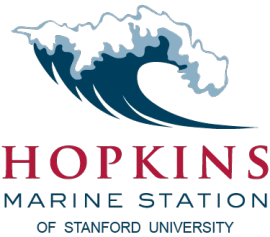 HOPKINS
MARINE STATION
OF STANFORD UNIVERSITY